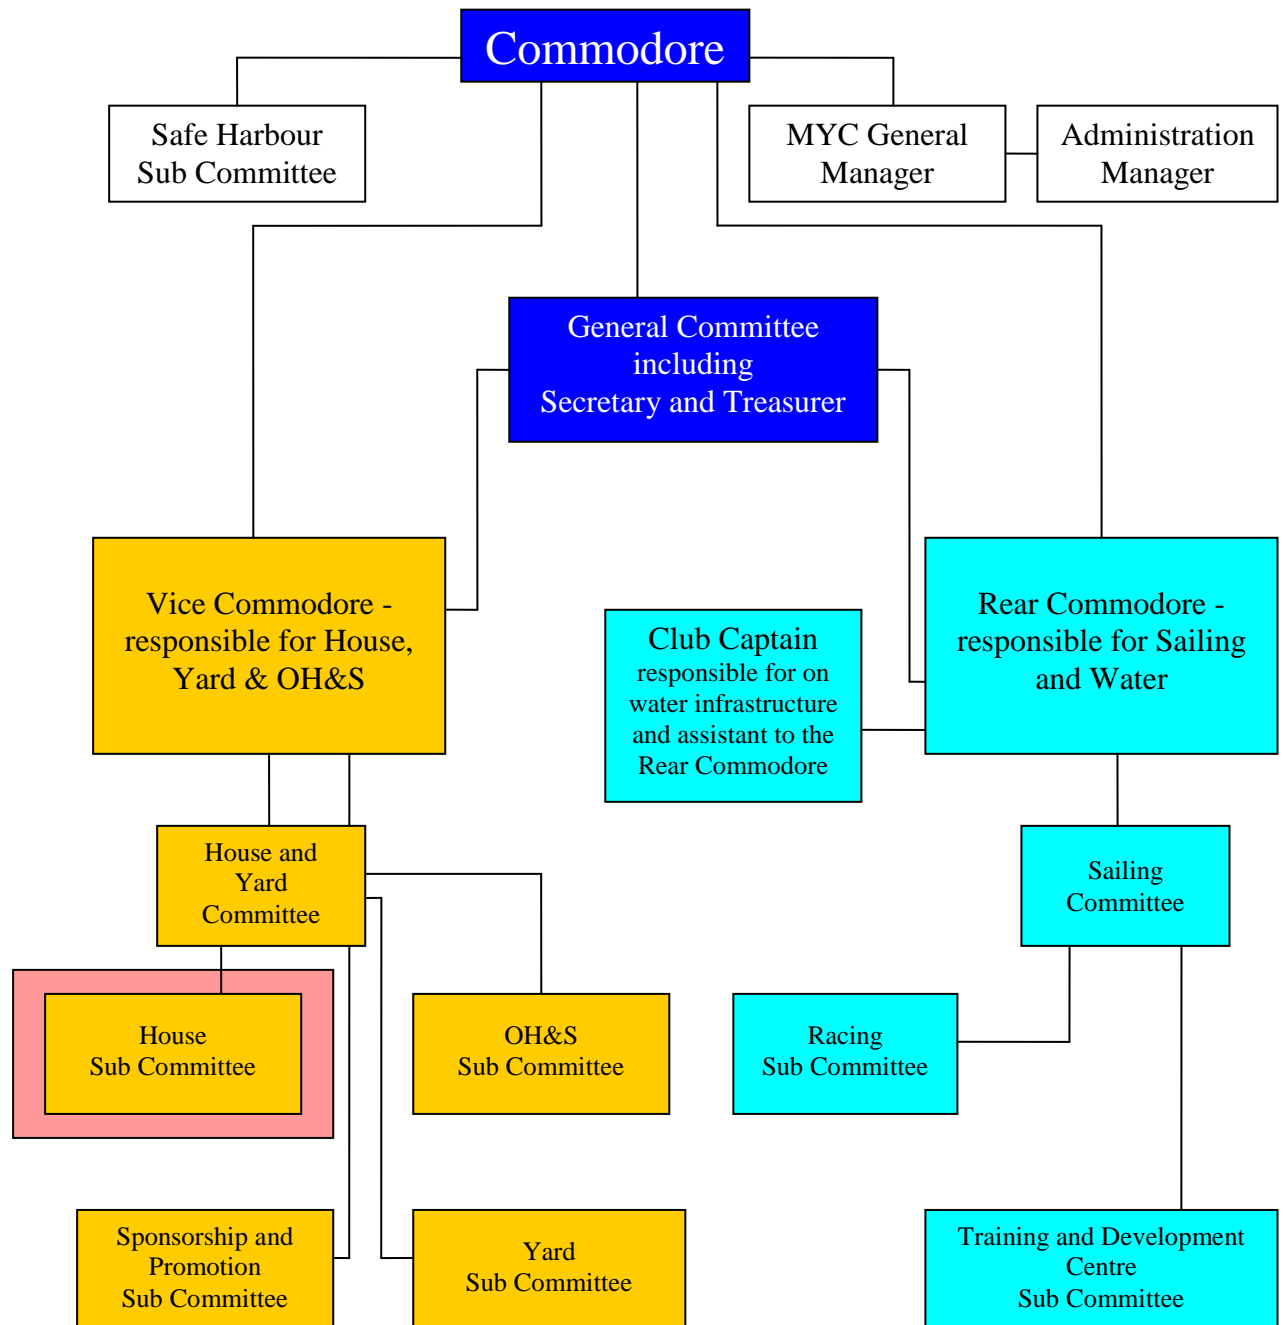 Commodore
Safe Harbour
Sub Committee
MYC General
Manager
Administration
Manager
General Committee
including
Secretary and Treasurer
Vice Commodore -
responsible for House,
Yard & OH&S
Club Captain
responsible for on
water infrastructure
and assistant to the
Rear Commodore
Rear Commodore -
responsible for Sailing
and Water
House and
Yard
Committee
Sailing
Committee
House
Sub Committee
OH&S
Sub Committee
Racing
Sub Committee
Sponsorship and
Promotion
Sub Committee
Yard
Sub Committee
Training and Development
Centre
Sub Committee